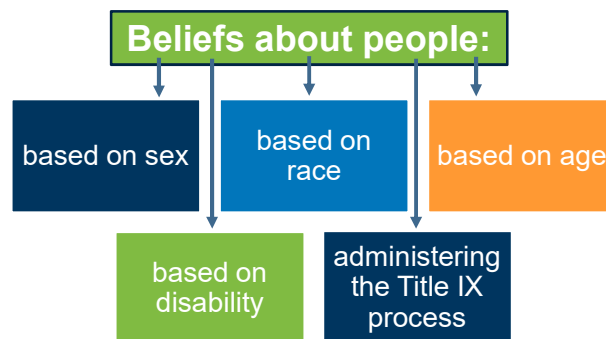 Beliefs about people:
based on sex
based on
race
based on age
based on
disability
administering
the Title IX
process